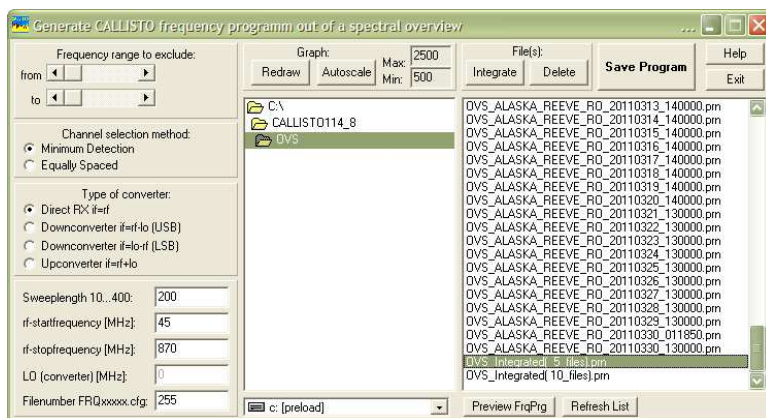 Generate CALLISTO frequency programm out of a spectral overview
...
Frequency range to exclude:
from
to
Channel selection method:
Minimum Detection
Equally Spaced
Type of converter:
Direct RX if=rf
Downconverter if=rf-lo (USB)
Downconverter if=lo-rf (LSB)
Upconverter if=rf+lo
Sweeplength 10...400: 200
rf-startfrequency [MHz]: 45
rf-stopfrequency [MHz]: 870
LO (converter) [MHz]: 0
Filenumber FRQxxxxx.cfg: 255
Graph:
Redraw Autoscale
Max: 2500
Min: 500
File(s):
Integrate Delete
Save Program
Help
Exit
C:\
CALLISTO114_8
OVS
c: [preload]
OVS_ALASKA_REEVE_RO_20110313_140000.prn
OVS_ALASKA_REEVE_RO_20110314_140000.prn
OVS_ALASKA_REEVE_RO_20110315_140000.prn
OVS_ALASKA_REEVE_RO_20110316_140000.prn
OVS_ALASKA_REEVE_RO_20110317_140000.prn
OVS_ALASKA_REEVE_RO_20110318_140000.prn
OVS_ALASKA_REEVE_RO_20110319_140000.prn
OVS_ALASKA_REEVE_RO_20110320_140000.prn
OVS_ALASKA_REEVE_RO_20110321_130000.prn
OVS_ALASKA_REEVE_RO_20110322_130000.prn
OVS_ALASKA_REEVE_RO_20110323_130000.prn
OVS_ALASKA_REEVE_RO_20110324_130000.prn
OVS_ALASKA_REEVE_RO_20110325_130000.prn
OVS_ALASKA_REEVE_RO_20110326_130000.prn
OVS_ALASKA_REEVE_RO_20110327_130000.prn
OVS_ALASKA_REEVE_RO_20110328_130000.prn
OVS_ALASKA_REEVE_RO_20110329_130000.prn
OVS_ALASKA_REEVE_RO_20110330_011850.prn
OVS_ALASKA_REEVE_RO_20110330_130000.prn
OVS_Integrated( 5_files).prn
OVS_Integrated( 10_files).prn
Preview FrqPrg Refresh List